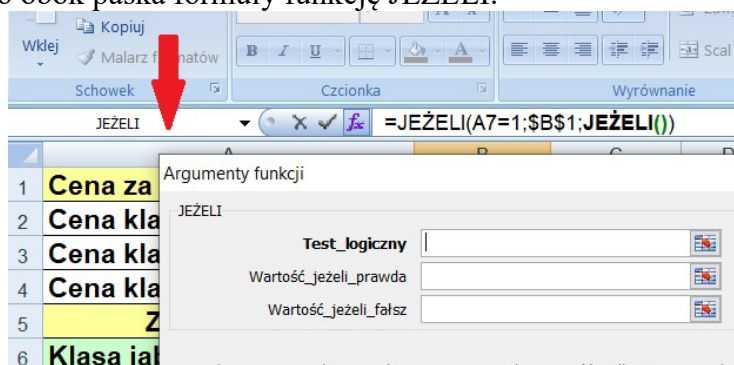 obok paska formuły funkcję JEŻELI.
Kopiuj
Wklej
Malarz formatów
B I U A
Scal
Schowek
Czcionka
Wyrównanie
JEŻELI
fx
=JEŻELI(A7=1;$B$1;JEŻELI())
Argumenty funkcji
1 Cena za
JEŻELI
2 Cena kla
Test_logiczny
3 Cena kla
Wartość_jeżeli_prawda
4 Cena kla
Wartość_jeżeli_fałsz
5 Z
6 Klasa jab